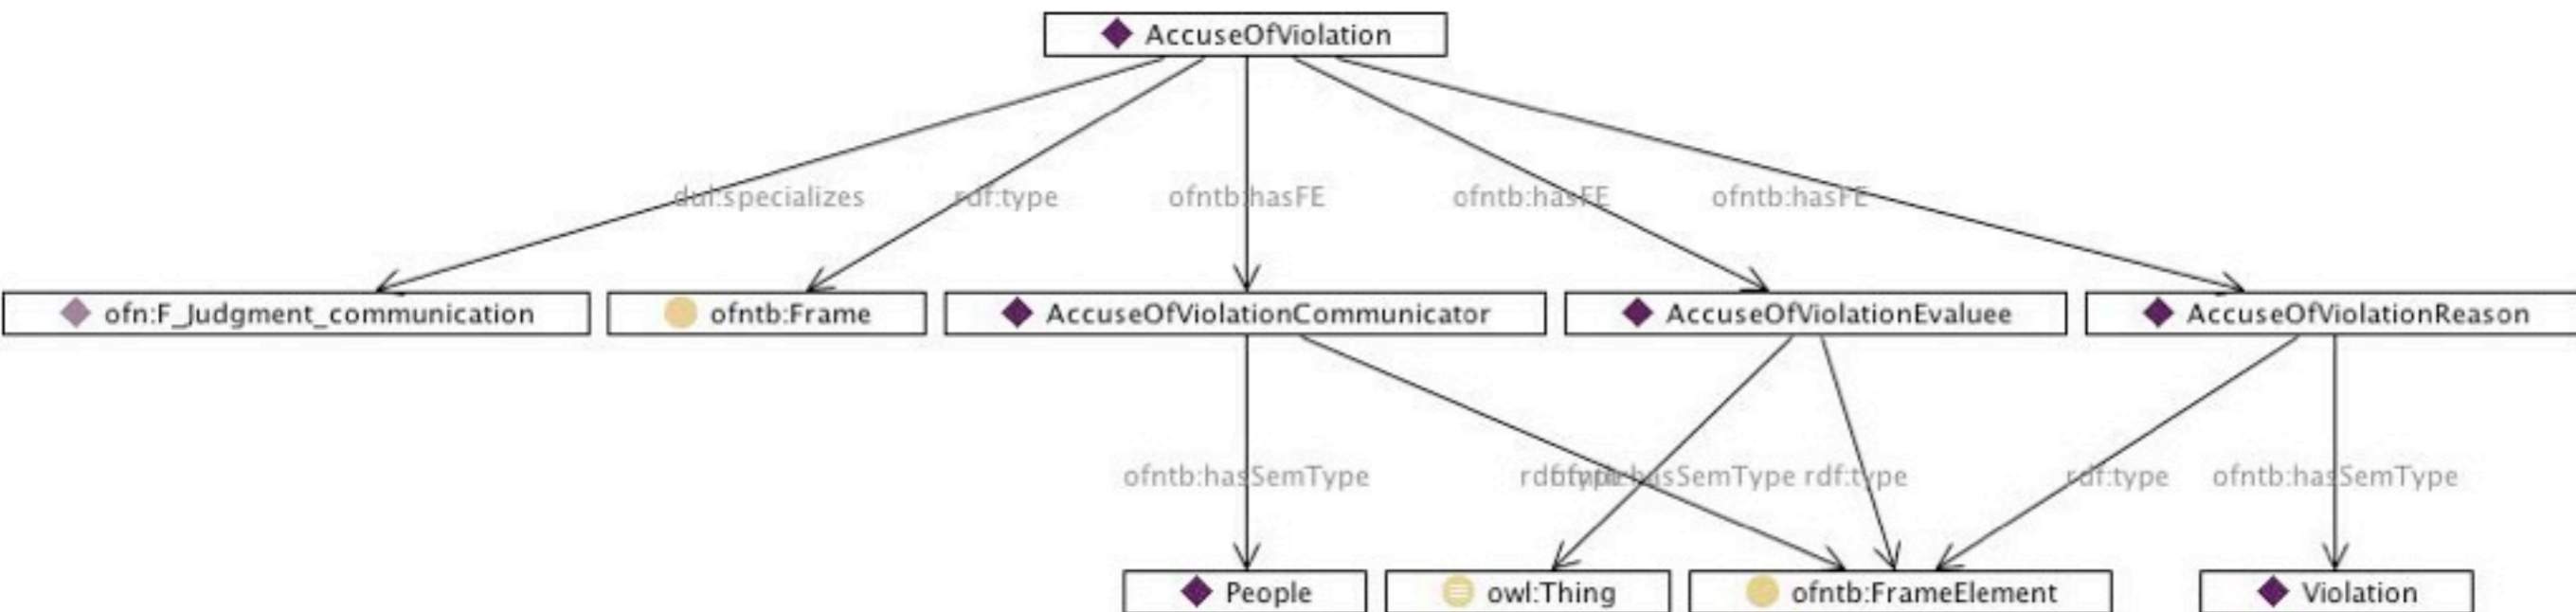 AccuseOfViolation
dul:specializes
rdf:type
ofntb:hasFE
ofntb:hasFE
ofntb:hasFE
ofn:F_Judgment_communication
ofntb:Frame
AccuseOfViolationCommunicator
AccuseOfViolationEvaluee
AccuseOfViolationReason
ofntb:hasSemType
rdf:type
ofntb:hasSemType
rdf:type
rdf:type
ofntb:hasSemType
People
owl:Thing
ofntb:FrameElement
Violation